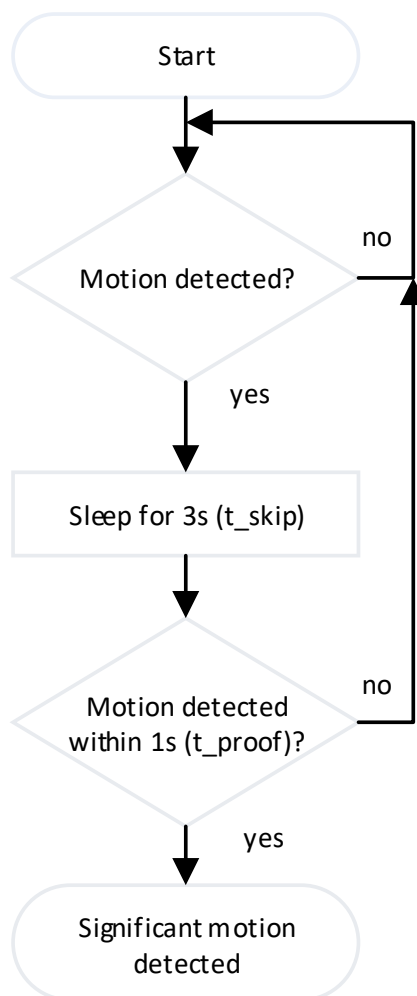 Start
no
Motion detected?
yes
Sleep for 3s (t_skip)
no
Motion detected
within 1s (t_proof)?
yes
Significant motion
detected